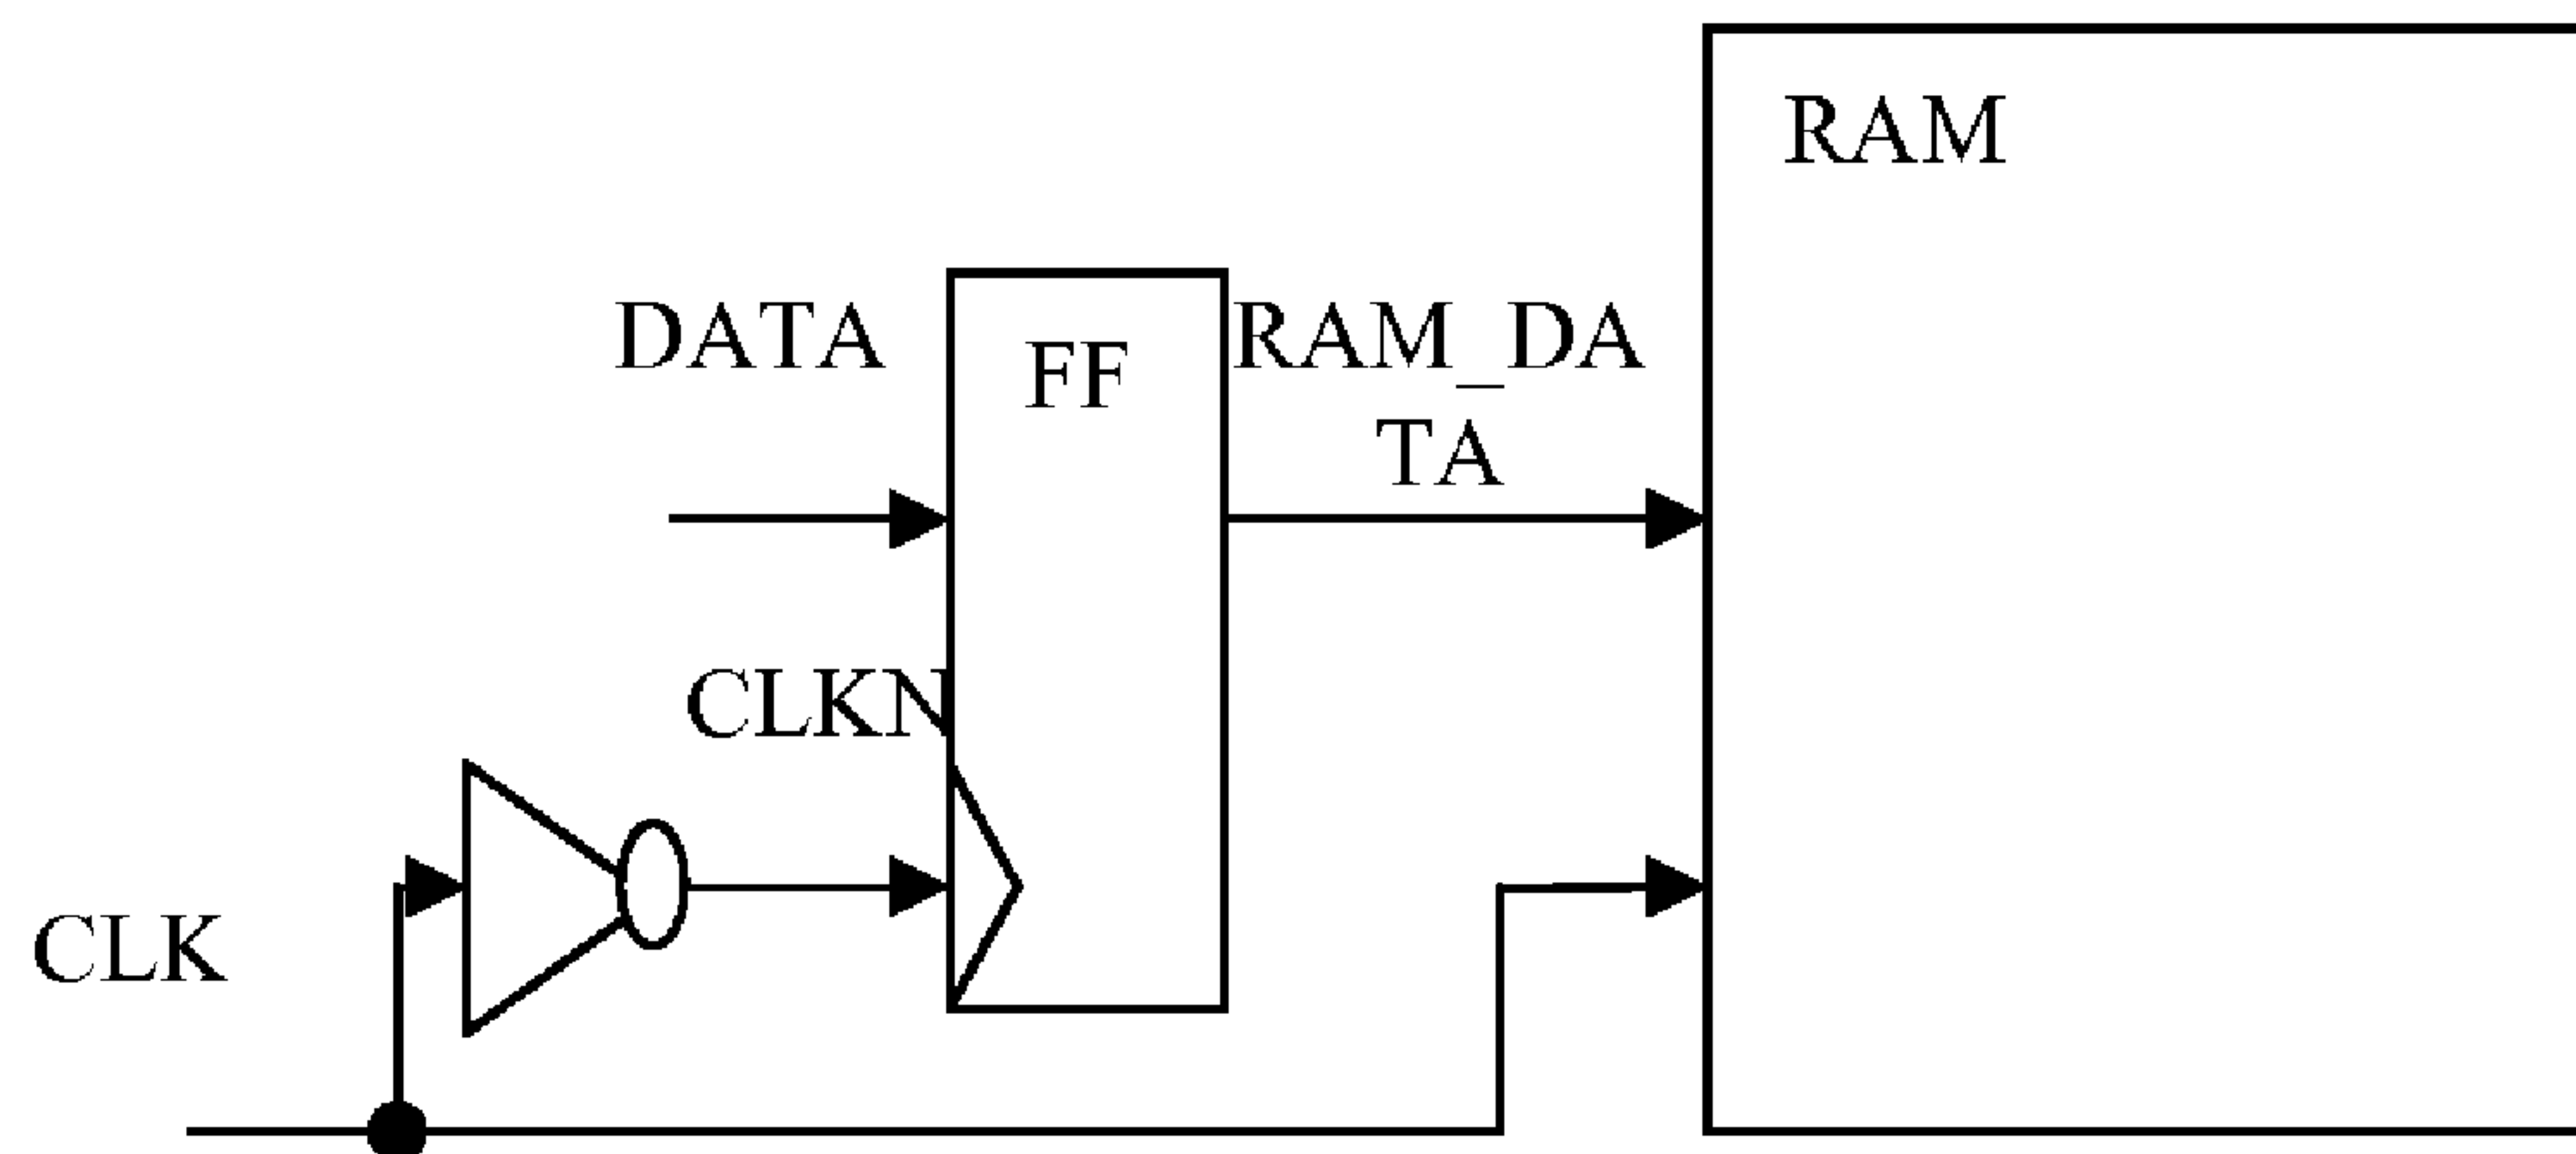 RAM
DATA
FF
RAM_DA
TA
CLKN
CLK